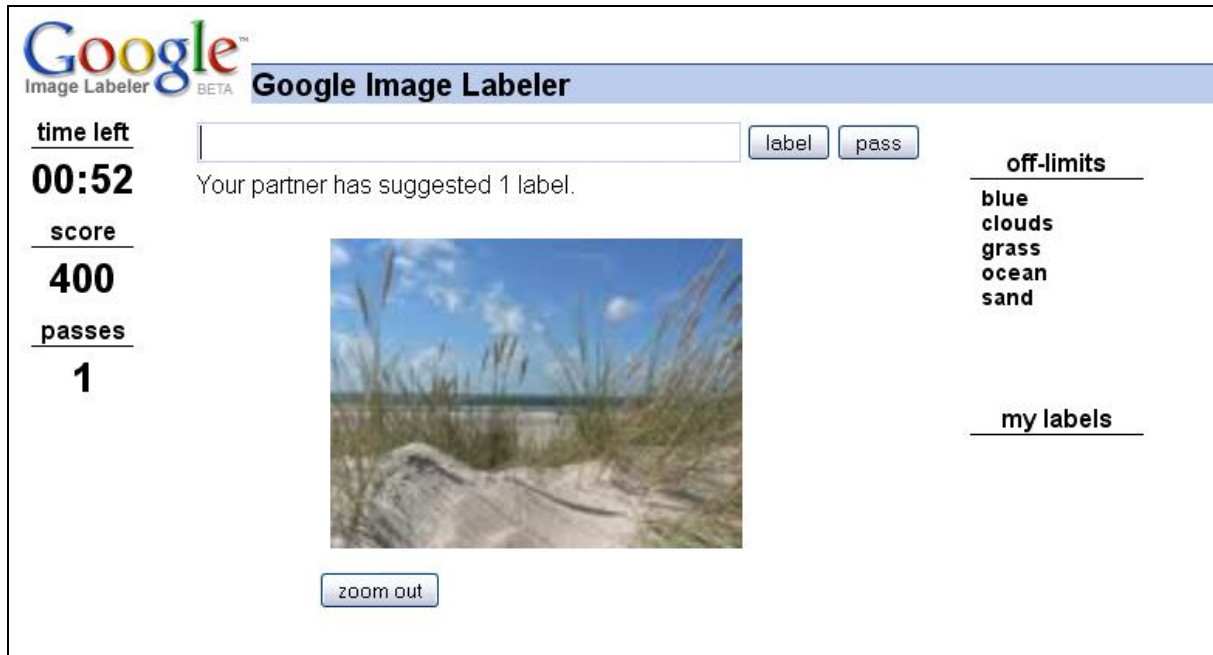 Google™
Image Labeler BETA
Google Image Labeler
time left
00:52
score
400
passes
1
label
pass
Your partner has suggested 1 label.
zoom out
off-limits
blue
clouds
grass
ocean
sand
my labels